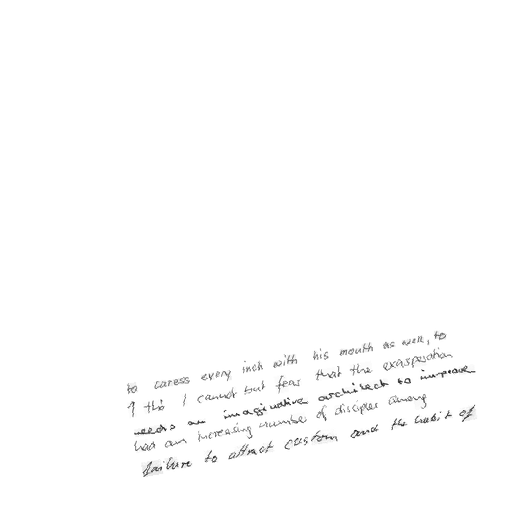 to caress every inch with his mouth as well, to
of this I cannot but fear that the exasperation
needs an imaginative architect to improve
had an increasing number of disciples among
failure to attract custom and the habit of